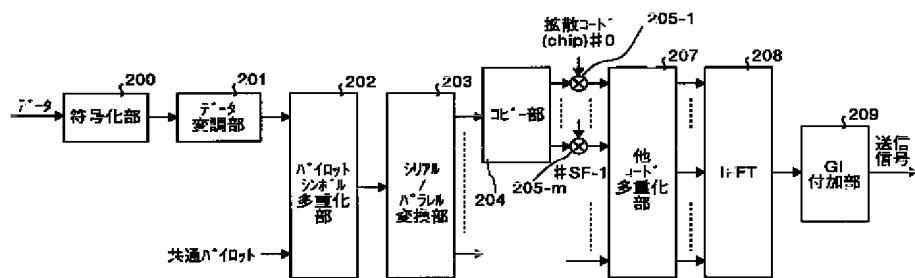 データ
符号化部
200
データ
変調部
201
パイロット
シンボル
多重化
部
202
共通パイロット
シリアル
/
パラレル
変換部
203
コピー部
204
拡散コード
(chip)#0
205-1
#SF-1
205-m
他
コード
多重化
部
207
IFFT
208
GI
付加部
209
送信
信号